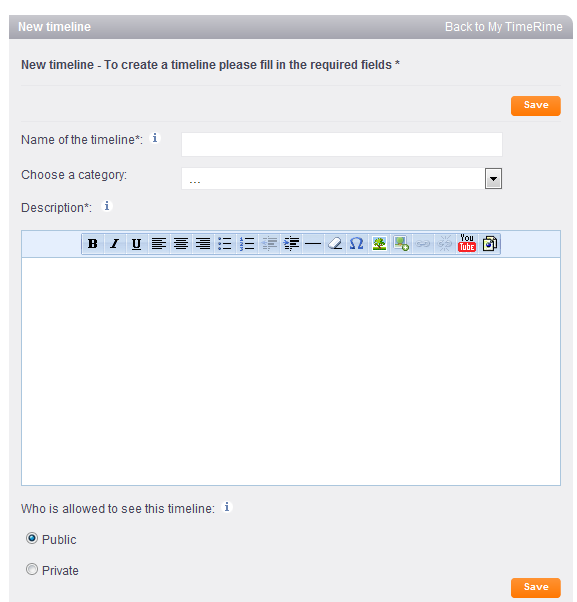 New timeline Back to My TimeRime
New timeline - To create a timeline please fill in the required fields *
Save
Name of the timeline*: i
Choose a category: ...
Description*: i
B I U Ω You Tube
Who is allowed to see this timeline: i
Public
Private
Save